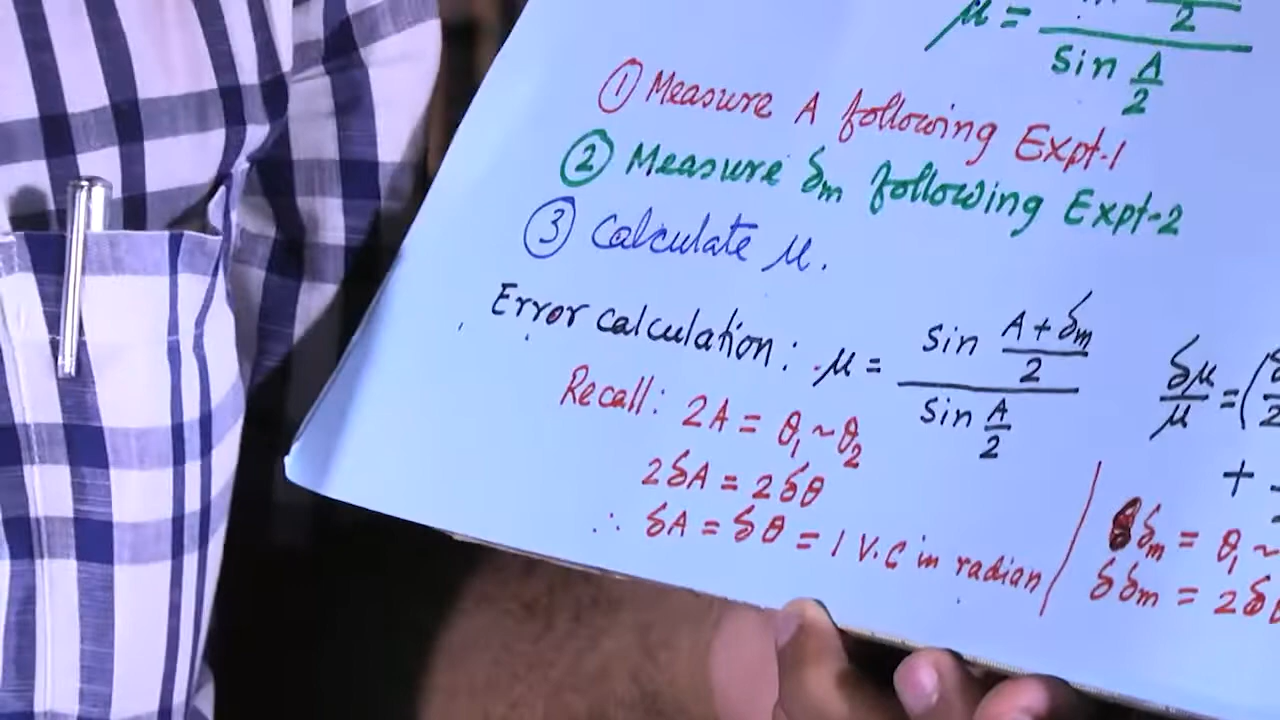 μ = 2 / sin A/2
① Measure A following Expt-1
② Measure δm following Expt-2
③ Calculate μ.
Error calculation: μ = sin (A+δm)/2 / sin A/2
δμ/μ = (
+
Recall: 2A = θ₁~θ₂
2δA = 2δθ
∴ δA = δθ = 1 V.C in radian
δm = θ₁ ~
δδm = 2δ